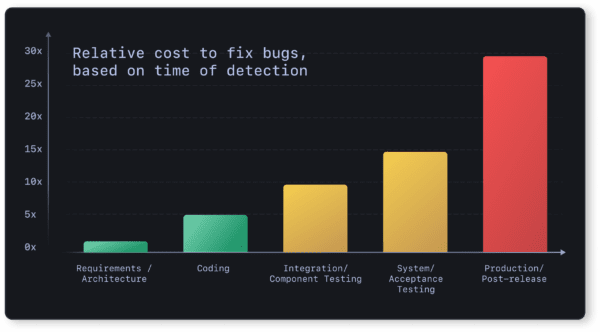 Relative cost to fix bugs,
based on time of detection
30x
25x
20x
15x
10x
5x
0x
Requirements /
Architecture
Coding
Integration/
Component Testing
System/
Acceptance
Testing
Production/
Post-release